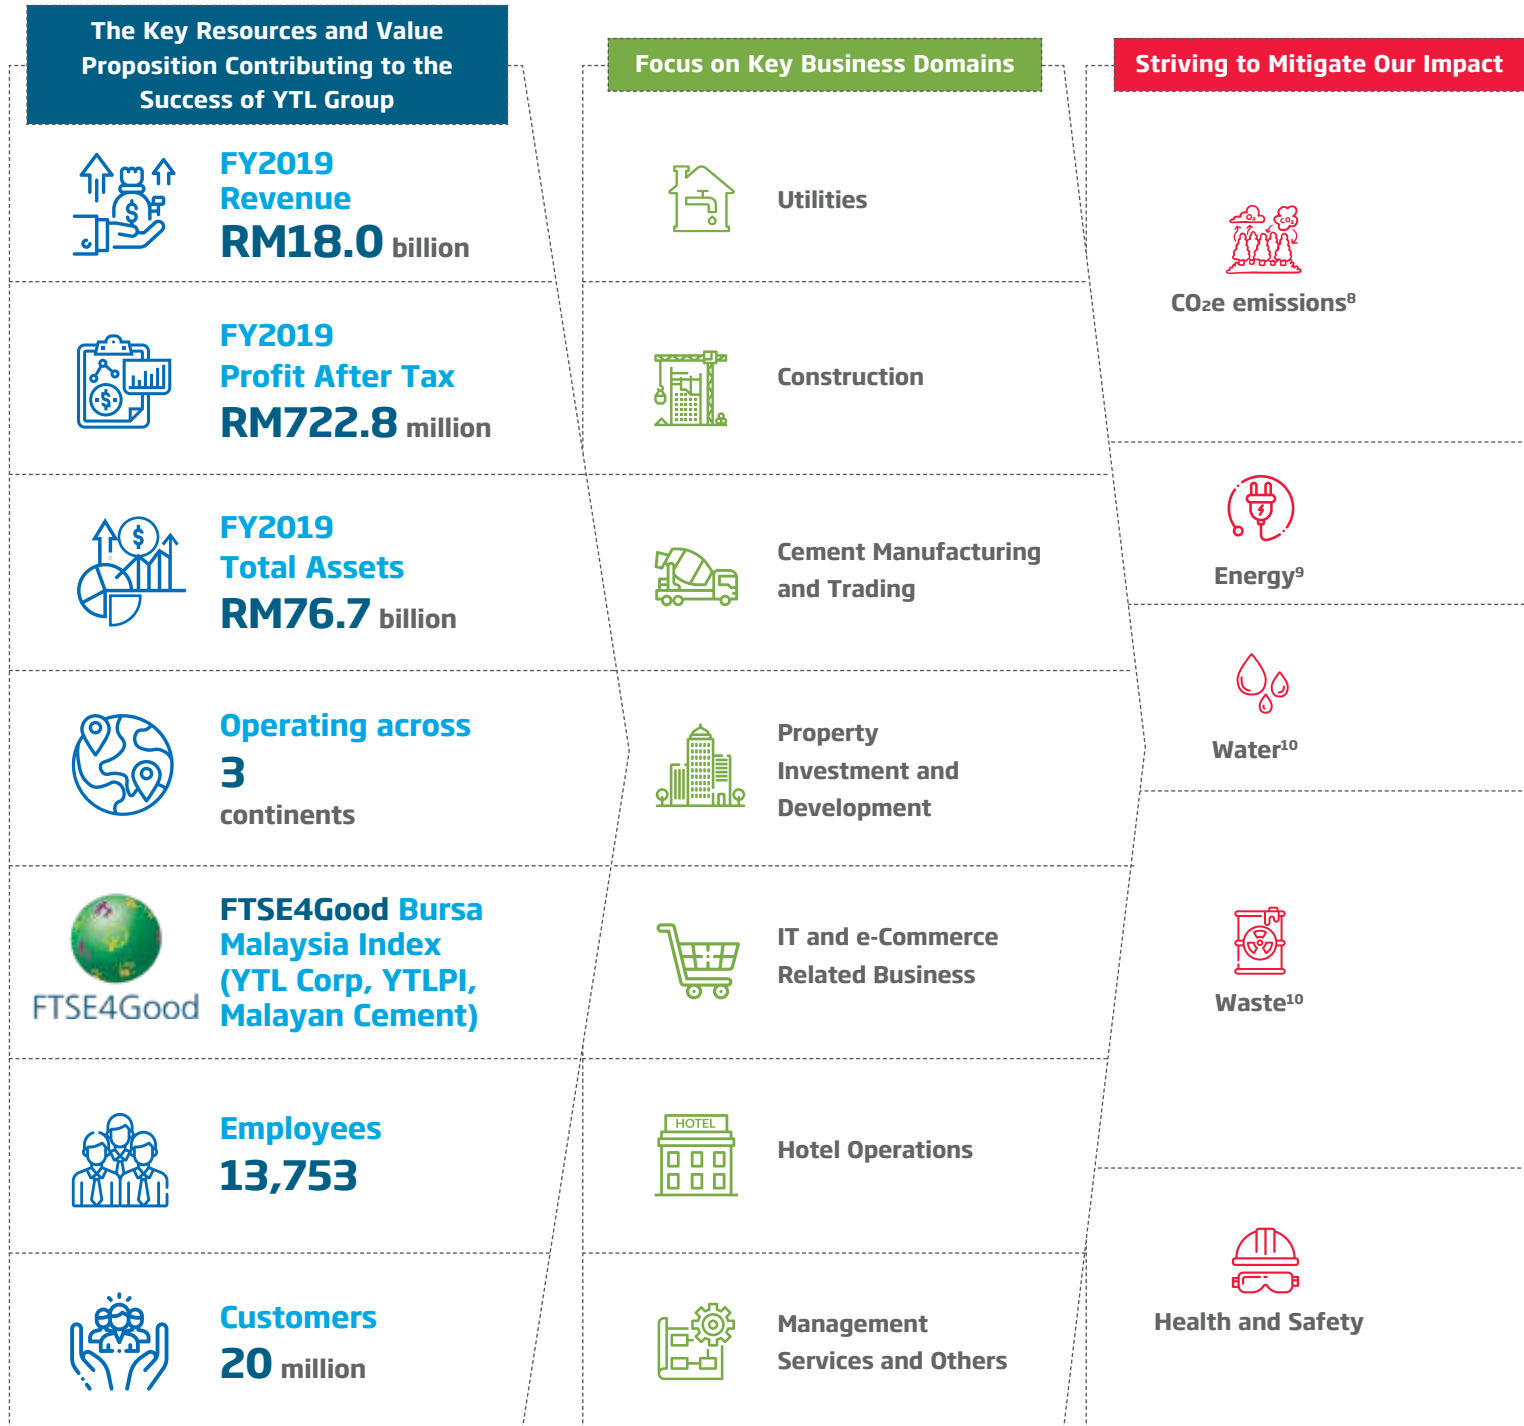 The Key Resources and Value
Proposition Contributing to the
Success of YTL Group
FY2019
Revenue
RM18.0 billion
FY2019
Profit After Tax
RM722.8 million
FY2019
Total Assets
RM76.7 billion
Operating across
3
continents
FTSE4Good
FTSE4Good Bursa
Malaysia Index
(YTL Corp, YTLPI,
Malayan Cement)
Employees
13,753
Customers
20 million
Focus on Key Business Domains
Utilities
Construction
Cement Manufacturing
and Trading
Property
Investment and
Development
IT and e-Commerce
Related Business
HOTEL
Hotel Operations
Management
Services and Others
Striving to Mitigate Our Impact
CO₂e emissions⁸
Energy⁹
Water¹⁰
Waste¹⁰
Health and Safety